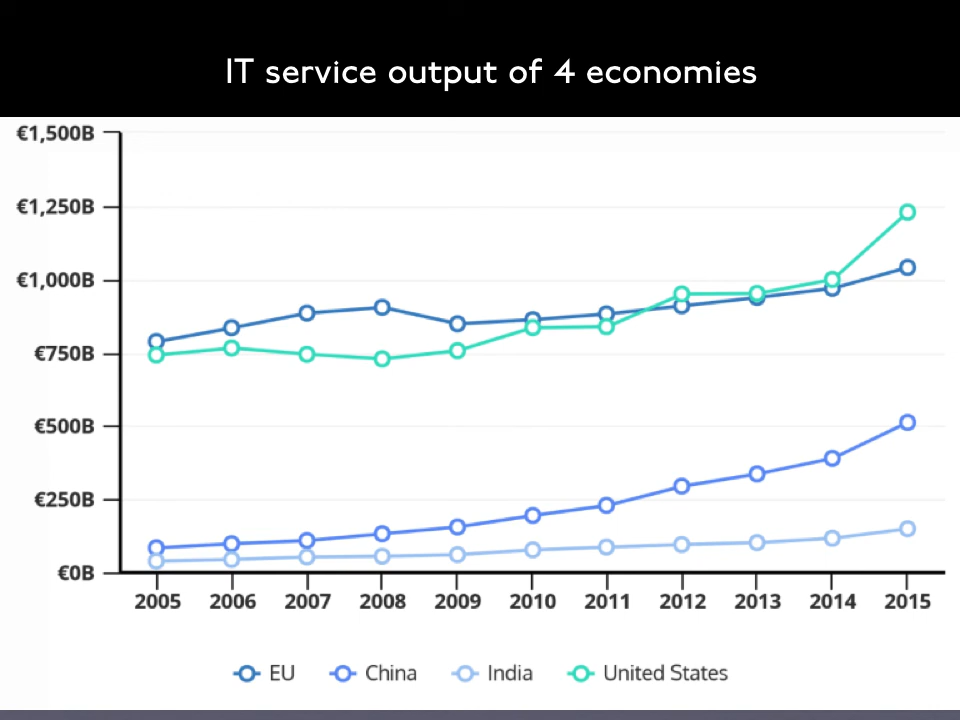 IT service output of 4 economies
€1,500B
€1,250B
€1,000B
€750B
€500B
€250B
€0B
2005 2006 2007 2008 2009 2010 2011 2012 2013 2014 2015
EU China India United States